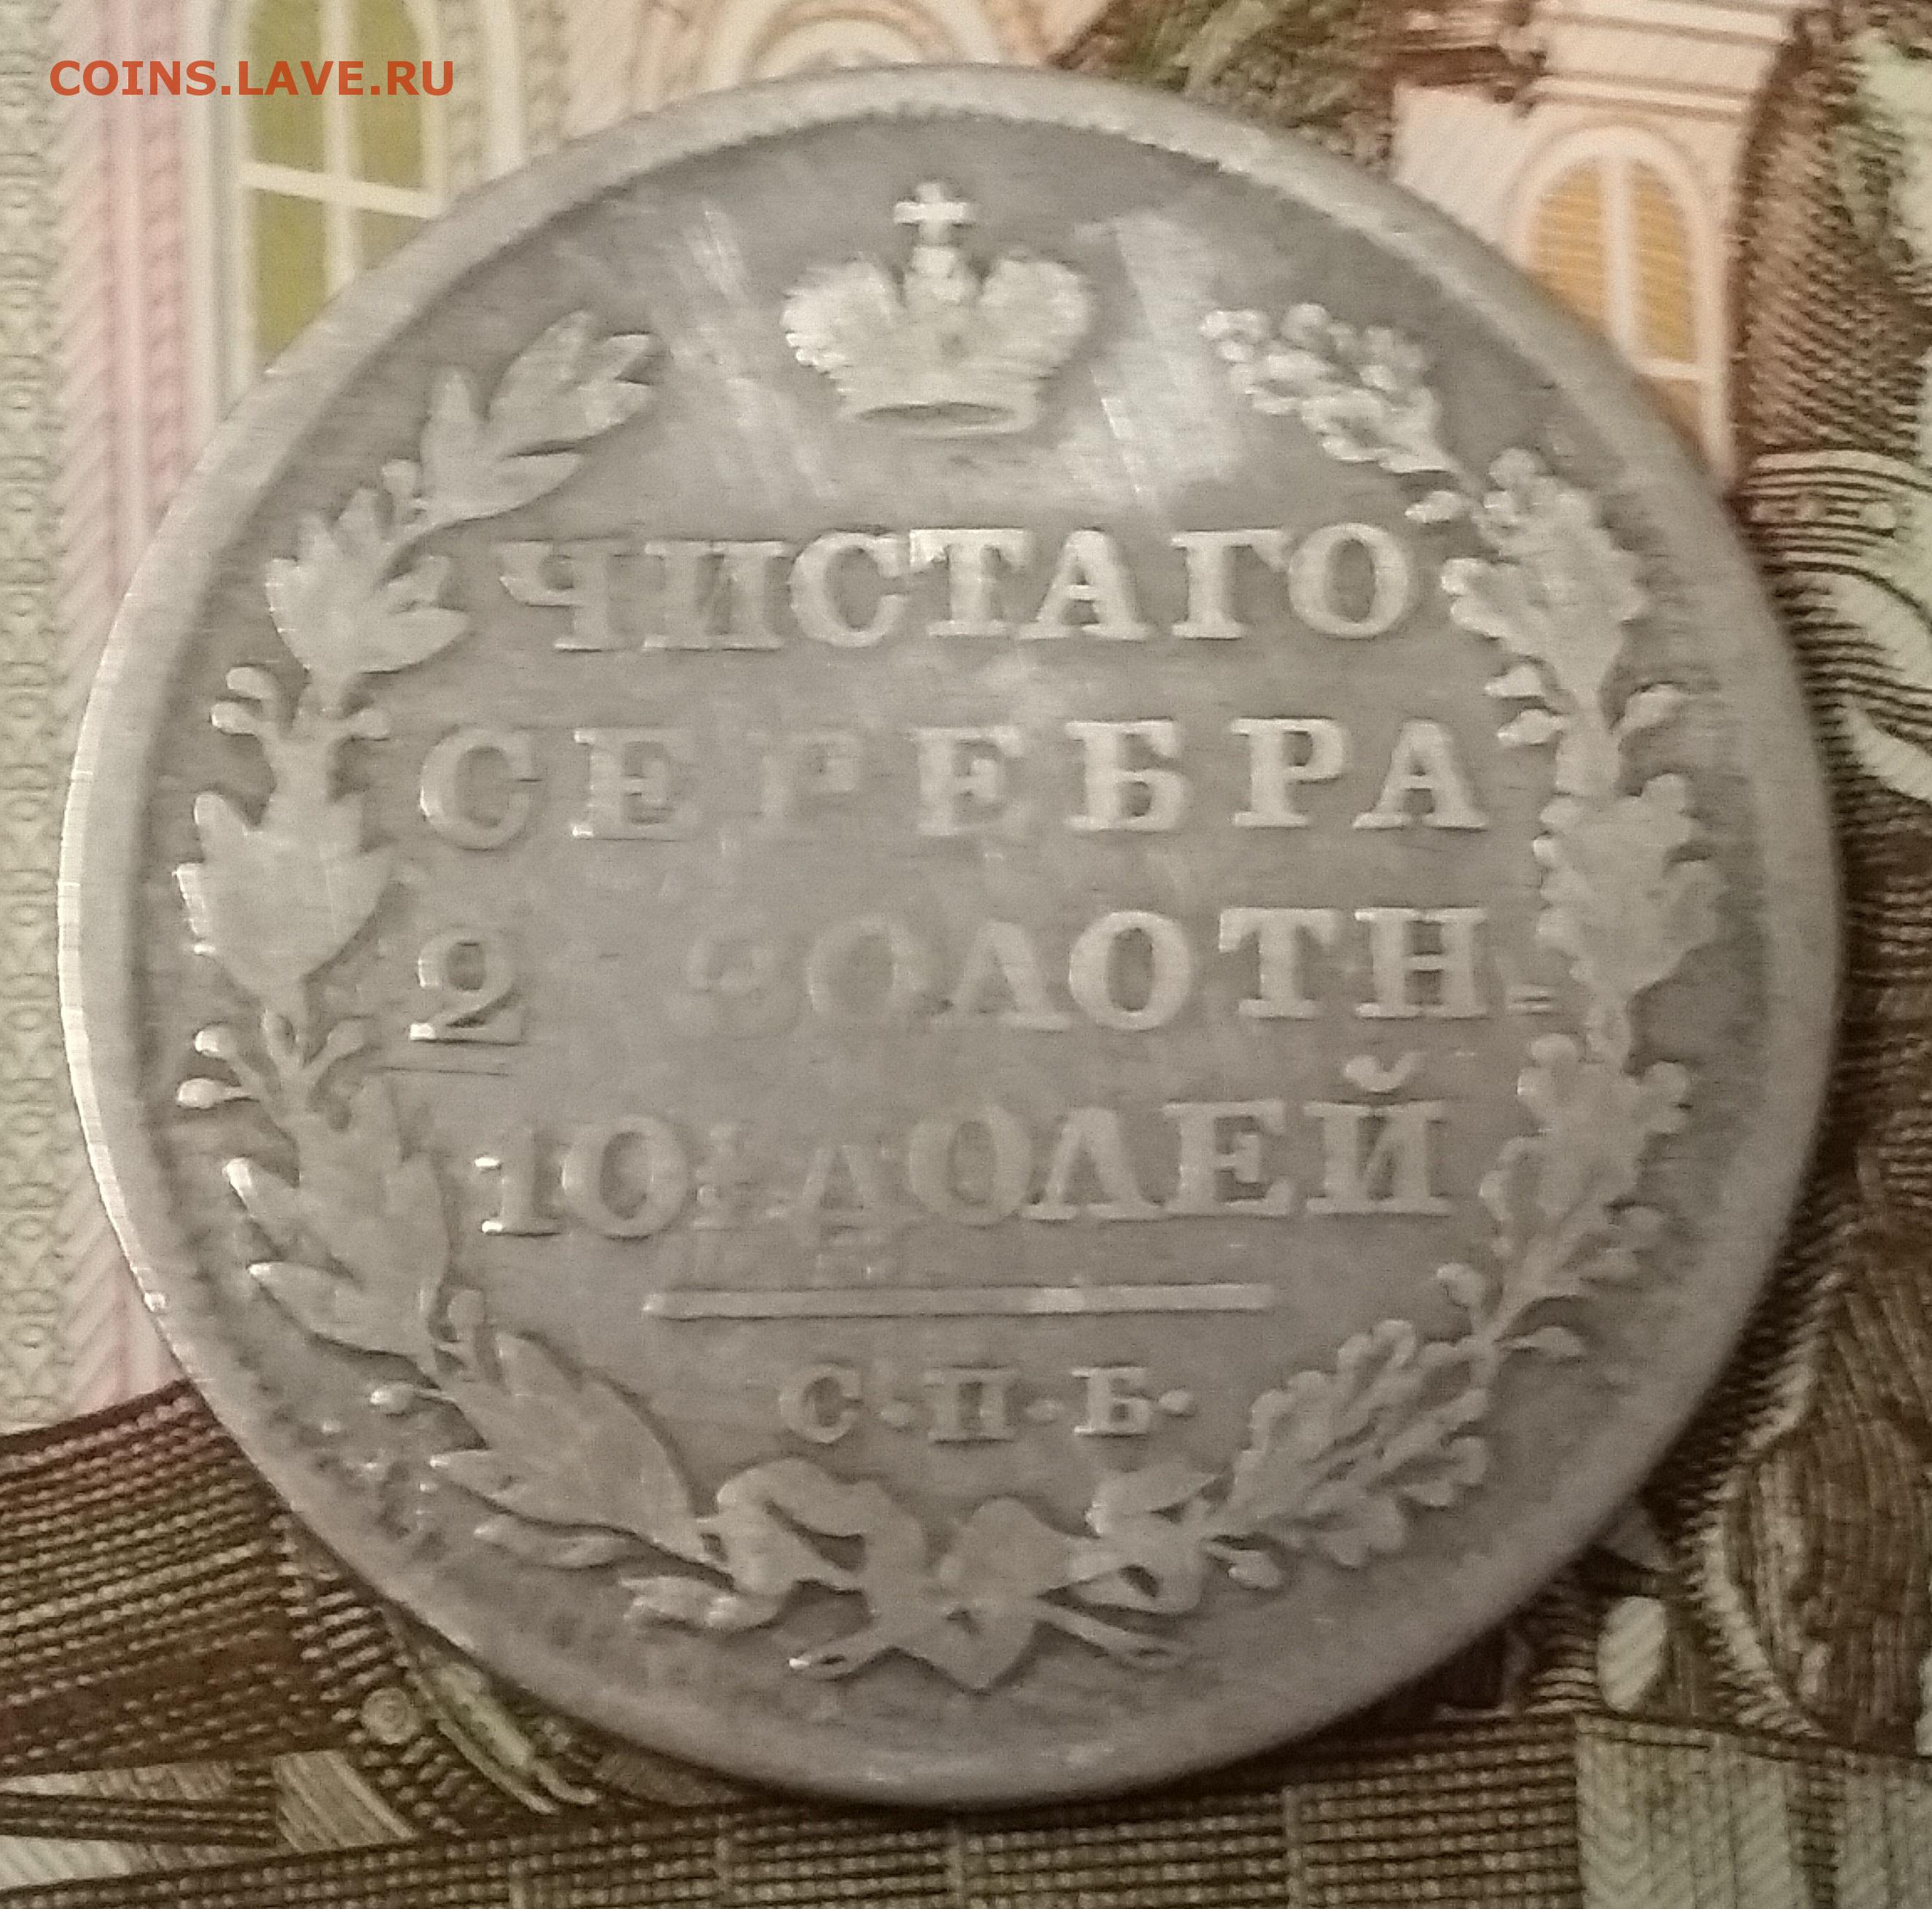 COINS.LAVE.RU
ЧИСТАГО
СЕРЕБРА
2 ЗОЛОТН=
10½ ДОЛЕЙ
С·П·Б·